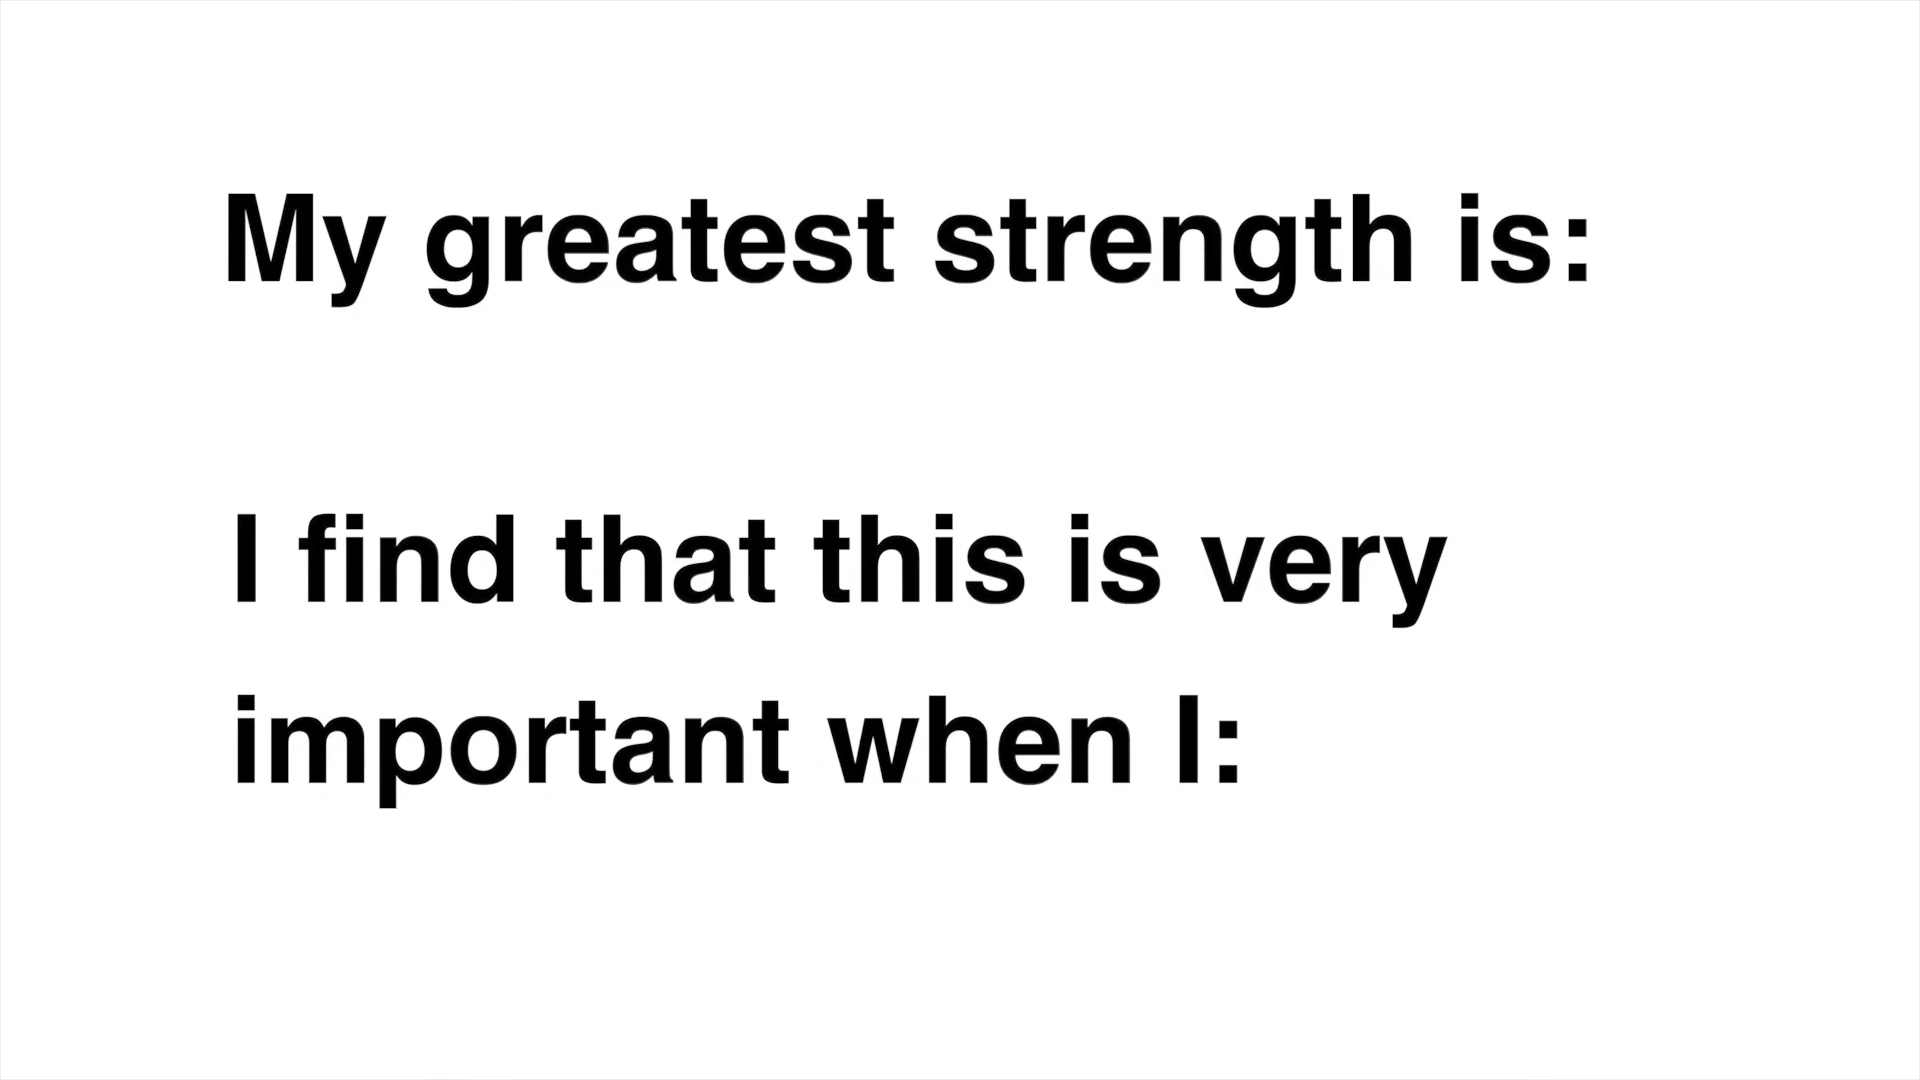 My greatest strength is:
I find that this is very
important when I: